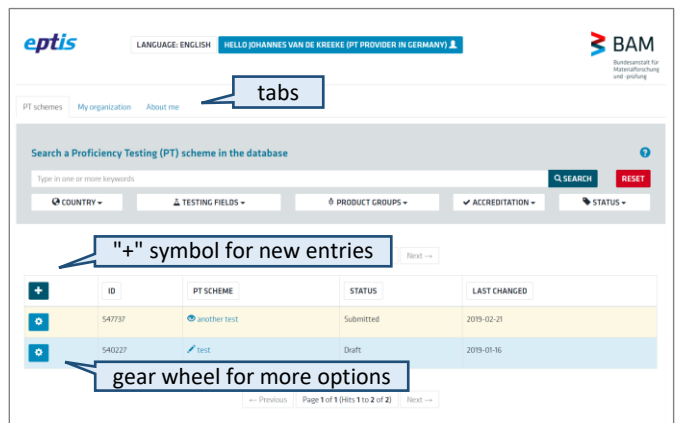 eptis
LANGUAGE: ENGLISH HELLO JOHANNES VAN DE KREEKE (PT PROVIDER IN GERMANY)
BAM
Bundesanstalt für
Materialforschung
und -prüfung
tabs
PT schemes My organization About me
Search a Proficiency Testing (PT) scheme in the database ?
Type in one or more keywords SEARCH RESET
COUNTRY TESTING FIELDS PRODUCT GROUPS ACCREDITATION STATUS
"+" symbol for new entries Next →
+ ID PT SCHEME STATUS LAST CHANGED
547737 another test Submitted 2019-02-21
540227 test Draft 2019-01-16
gear wheel for more options
← Previous Page 1 of 1 (Hits 1 to 2 of 2) Next →